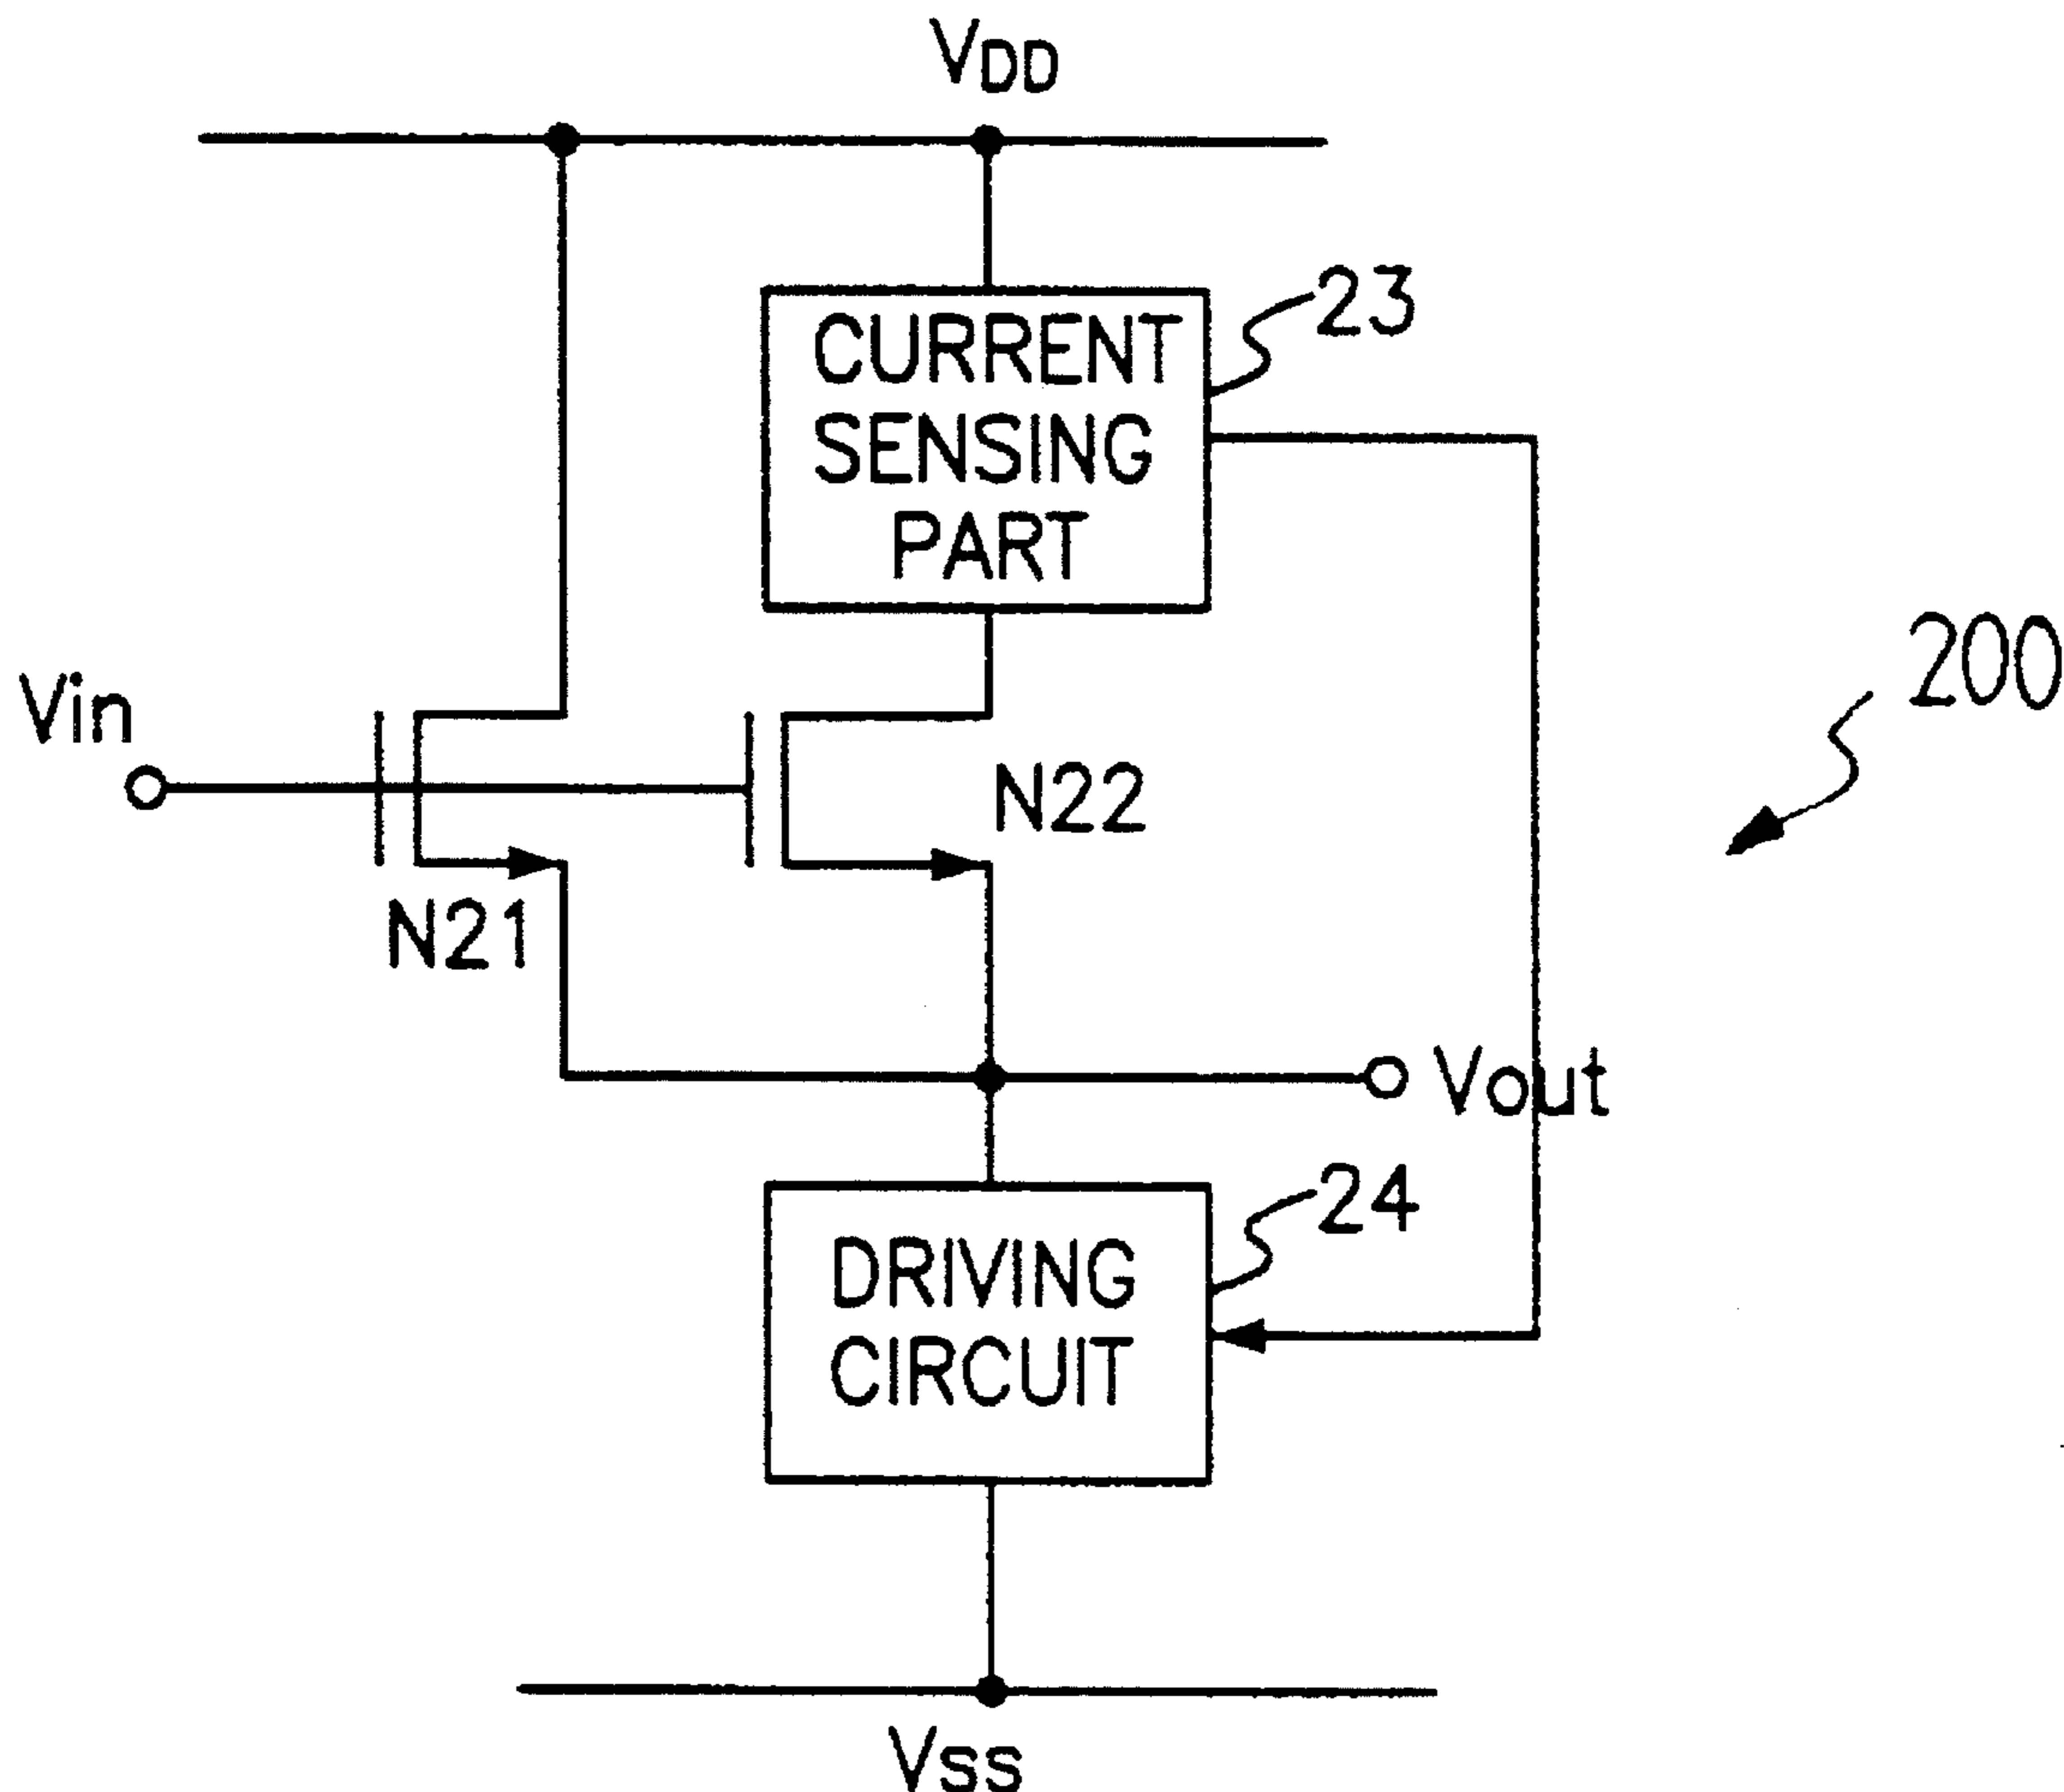 VDD
CURRENT
SENSING
PART
23
200
Vin
N22
N21
Vout
24
DRIVING
CIRCUIT
VSS